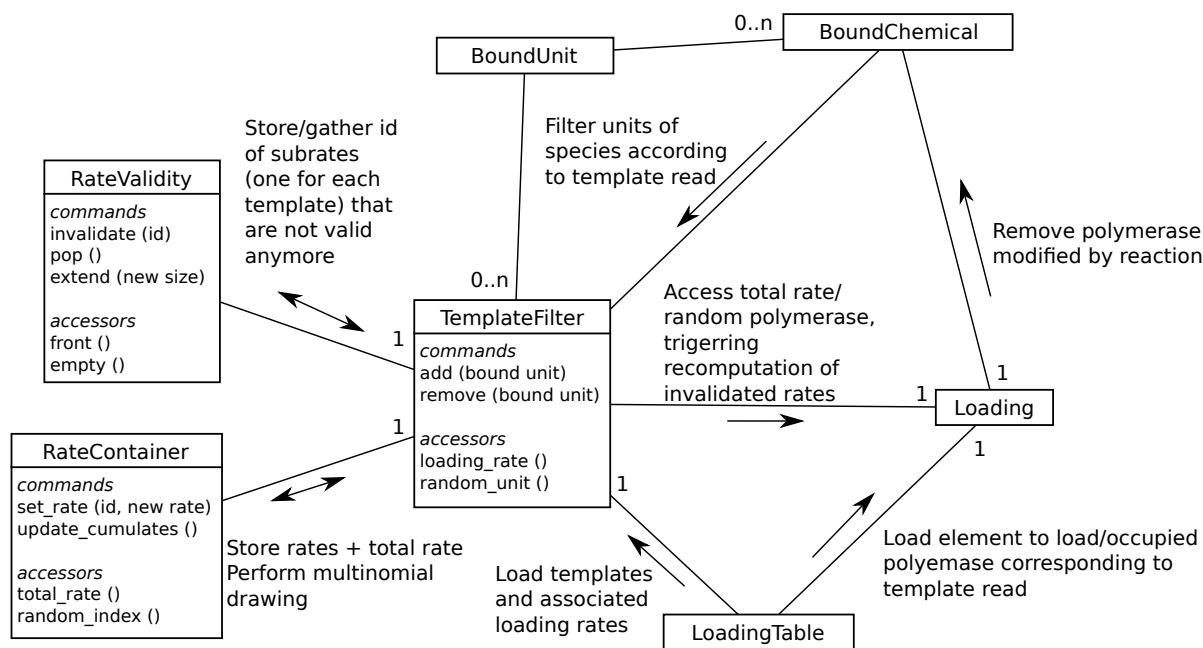 0..n
BoundChemical
BoundUnit
Store/gather id
of subrates
(one for each
template) that
are not valid
anymore
Filter units of
species according
to template read
RateValidity
commands
invalidate (id)
pop ()
extend (new size)
accessors
front ()
empty ()
Remove polymerase
modified by reaction
0..n
1
TemplateFilter
commands
add (bound unit)
remove (bound unit)
accessors
loading_rate ()
random_unit ()
Access total rate/
random polymerase,
trigerring
recomputation of
invalidated rates
1
1
Loading
1
1
RateContainer
commands
set_rate (id, new rate)
update_cumulates ()
accessors
total_rate ()
random_index ()
1
Store rates + total rate
Perform multinomial
drawing
Load templates
and associated
loading rates
Load element to load/occupied
polyemase corresponding to
template read
LoadingTable